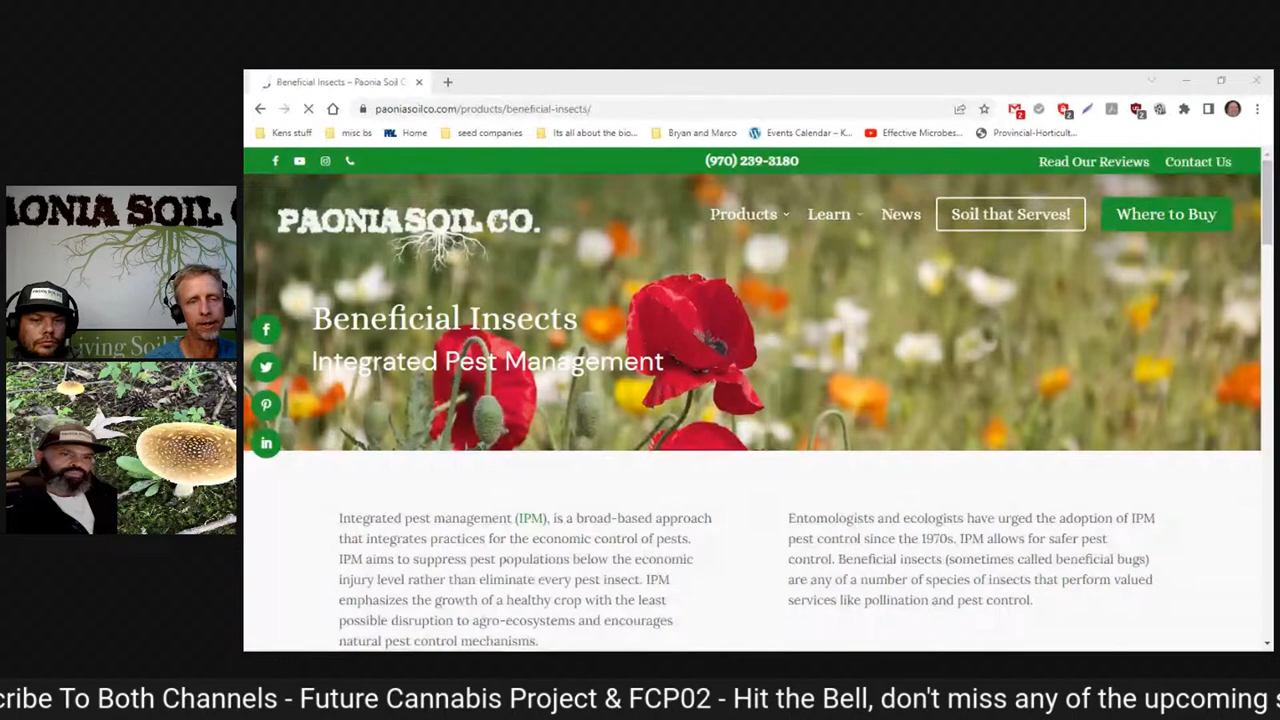 Beneficial Insects – Paonia Soil C
paoniasoilco.com/products/beneficial-insects/
Kens stuff
misc bs
Home
seed companies
Its all about the bio...
Bryan and Marco
Events Calendar – K...
Effective Microbes...
Provincial-Horticult...
(970) 239-3180
Read Our Reviews
Contact Us
PAONIA SOIL CO.
Products
Learn
News
Soil that Serves!
Where to Buy
Beneficial Insects
Integrated Pest Management
Integrated pest management (IPM), is a broad-based approach
that integrates practices for the economic control of pests.
IPM aims to suppress pest populations below the economic
injury level rather than eliminate every pest insect. IPM
emphasizes the growth of a healthy crop with the least
possible disruption to agro-ecosystems and encourages
natural pest control mechanisms.
Entomologists and ecologists have urged the adoption of IPM
pest control since the 1970s. IPM allows for safer pest
control. Beneficial insects (sometimes called beneficial bugs)
are any of a number of species of insects that perform valued
services like pollination and pest control.
AONIA SOIL C
iving Soil
cribe To Both Channels - Future Cannabis Project & FCP02 - Hit the Bell, don't miss any of the upcoming s